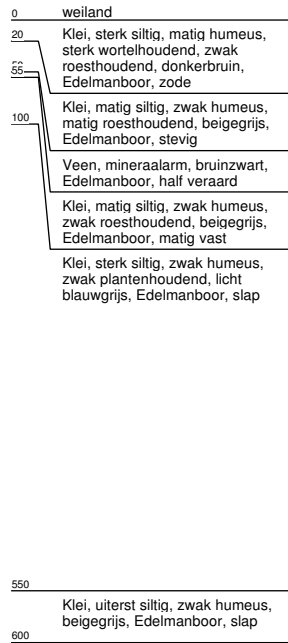 0 weiland
20 Klei, sterk siltig, matig humeus,
sterk wortelhoudend, zwak
roesthoudend, donkerbruin,
Edelmanboor, zode
55
Klei, matig siltig, zwak humeus,
matig roesthoudend, beigegrijs,
Edelmanboor, stevig
100
Veen, mineraalarm, bruinzwart,
Edelmanboor, half veraard
Klei, matig siltig, zwak humeus,
zwak roesthoudend, beigegrijs,
Edelmanboor, matig vast
Klei, sterk siltig, zwak humeus,
zwak plantenhoudend, licht
blauwgrijs, Edelmanboor, slap
550
Klei, uiterst siltig, zwak humeus,
beigegrijs, Edelmanboor, slap
600